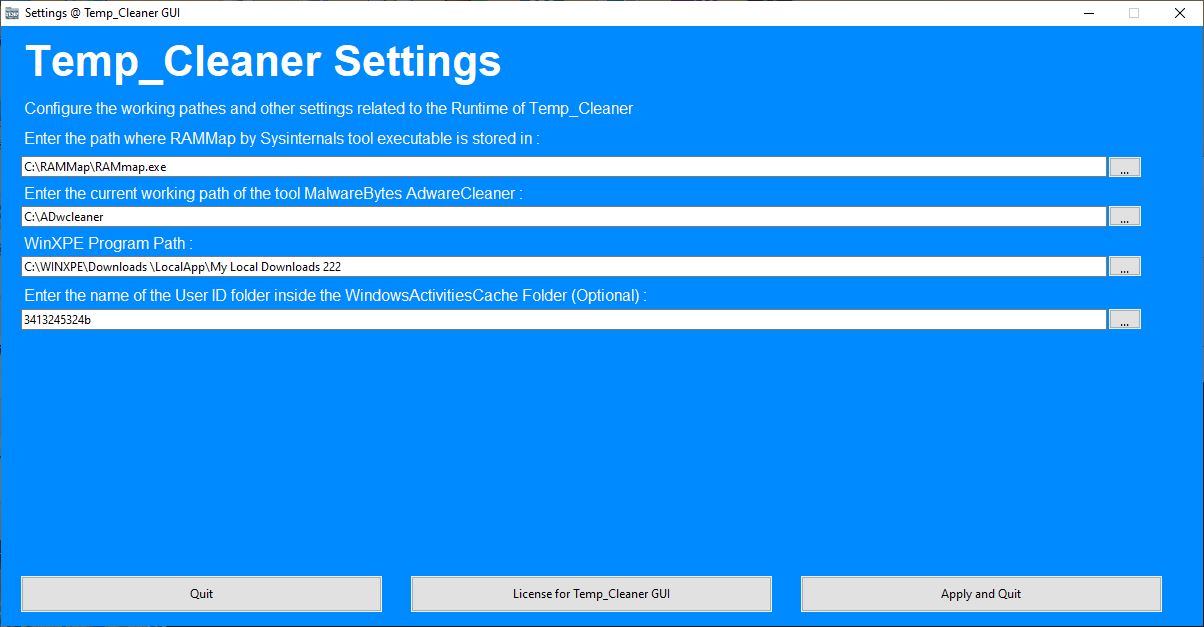 Settings @ Temp_Cleaner GUI
Temp_Cleaner Settings
Configure the working pathes and other settings related to the Runtime of Temp_Cleaner
Enter the path where RAMMap by Sysinternals tool executable is stored in :
C:\RAMMap\RAMmap.exe
...
Enter the current working path of the tool MalwareBytes AdwareCleaner :
C:\ADwcleaner
...
WinXPE Program Path :
C:\WINXPE\Downloads \LocalApp\My Local Downloads 222
...
Enter the name of the User ID folder inside the WindowsActivitiesCache Folder (Optional) :
3413245324b
...
Quit
License for Temp_Cleaner GUI
Apply and Quit